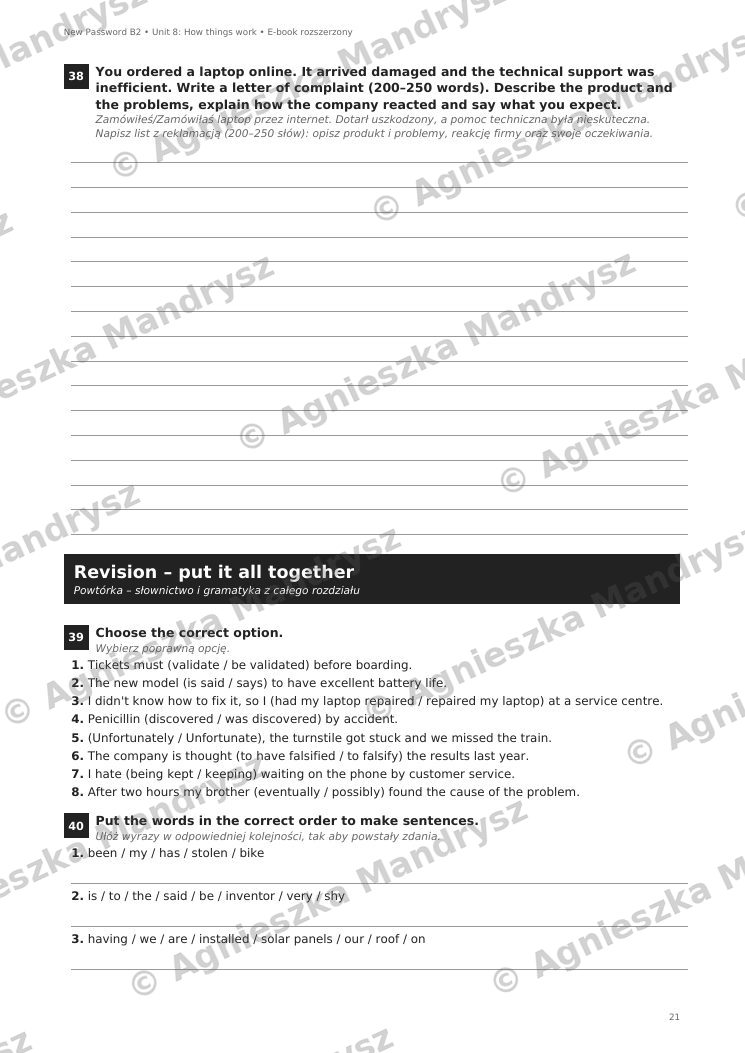 New Password B2 • Unit 8: How things work • E-book rozszerzony
38 You ordered a laptop online. It arrived damaged and the technical support was
inefficient. Write a letter of complaint (200–250 words). Describe the product and
the problems, explain how the company reacted and say what you expect.
Zamówiłeś/Zamówiłaś laptop przez internet. Dotarł uszkodzony, a pomoc techniczna była nieskuteczna.
Napisz list z reklamacją (200–250 słów): opisz produkt i problemy, reakcję firmy oraz swoje oczekiwania.
Revision – put it all together
Powtórka – słownictwo i gramatyka z całego rozdziału
39 Choose the correct option.
Wybierz poprawną opcję.
1. Tickets must (validate / be validated) before boarding.
2. The new model (is said / says) to have excellent battery life.
3. I didn't know how to fix it, so I (had my laptop repaired / repaired my laptop) at a service centre.
4. Penicillin (discovered / was discovered) by accident.
5. (Unfortunately / Unfortunate), the turnstile got stuck and we missed the train.
6. The company is thought (to have falsified / to falsify) the results last year.
7. I hate (being kept / keeping) waiting on the phone by customer service.
8. After two hours my brother (eventually / possibly) found the cause of the problem.
40 Put the words in the correct order to make sentences.
Ułóż wyrazy w odpowiedniej kolejności, tak aby powstały zdania.
1. been / my / has / stolen / bike
2. is / to / the / said / be / inventor / very / shy
3. having / we / are / installed / solar panels / our / roof / on
21
© Agnieszka Mandrysz